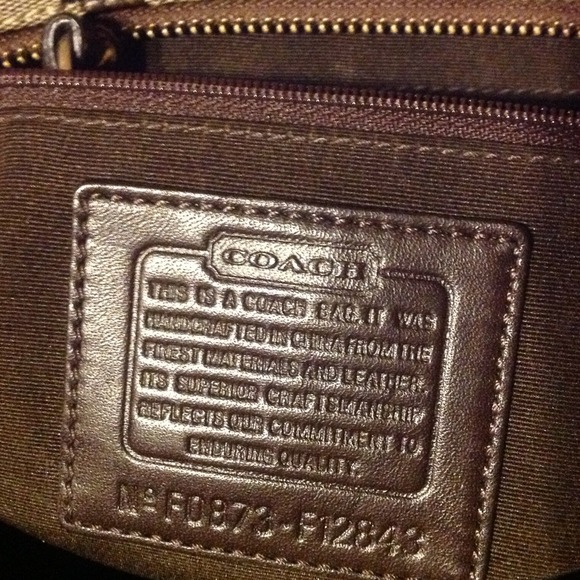 COACH
THIS IS A COACH BAG. IT WAS
HANDCRAFTED IN CHINA FROM THE
FINEST MATERIALS AND LEATHER.
ITS SUPERIOR CRAFTSMANSHIP
REFLECTS OUR COMMITMENT TO
ENDURING QUALITY.
Nº F0873-F12843